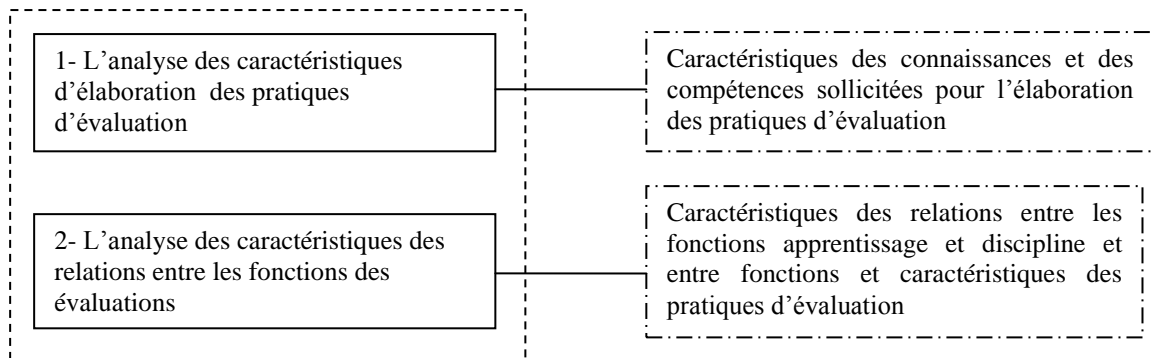 1- L’analyse des caractéristiques
d’élaboration des pratiques
d’évaluation
Caractéristiques des connaissances et des
compétences sollicitées pour l’élaboration
des pratiques d’évaluation
2- L’analyse des caractéristiques des
relations entre les fonctions des
évaluations
Caractéristiques des relations entre les
fonctions apprentissage et discipline et
entre fonctions et caractéristiques des
pratiques d’évaluation